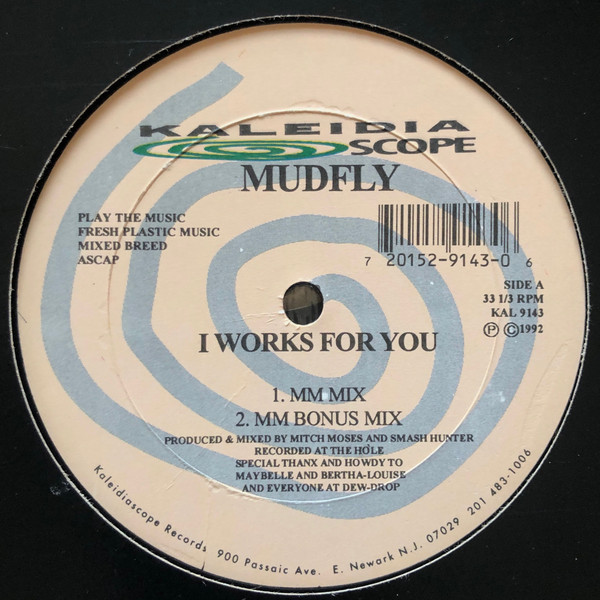 KALEIDIA
SCOPE
MUDFLY
PLAY THE MUSIC
FRESH PLASTIC MUSIC
MIXED BREED
ASCAP
7 20152-9143-0 6
SIDE A
33 1/3 RPM
KAL 9143
Ⓟ ©1992
I WORKS FOR YOU
1. MM MIX
2. MM BONUS MIX
PRODUCED & MIXED BY MITCH MOSES AND SMASH HUNTER
RECORDED AT THE HOLE
SPECIAL THANX AND HOWDY TO
MAYBELLE AND BERTHA-LOUISE
AND EVERYONE AT DEW-DROP
Kaleidiascope Records 900 Passaic Ave. E. Newark N.J. 07029 201 483-1006